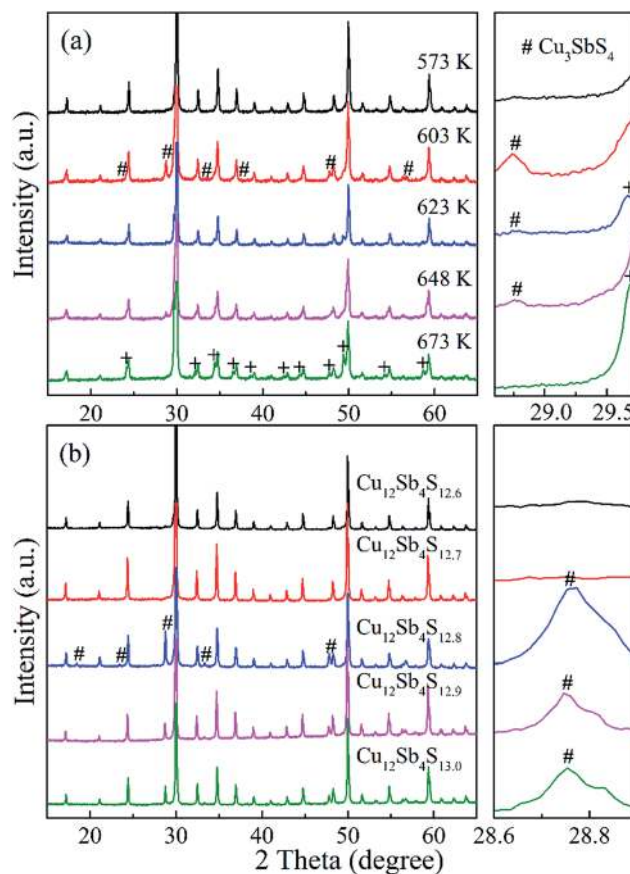 (a)
573 K
# Cu₃SbS₄
603 K
# # # # # #
#
623 K
#
+
648 K
#
673 K
+ + + + + + + + + + +
+
Intensity (a.u.)
15 20 30 40 50 60
29.0 29.5
(b)
Cu₁₂Sb₄S₁₂.₆
Cu₁₂Sb₄S₁₂.₇
#
Cu₁₂Sb₄S₁₂.₈
# # # # #
Cu₁₂Sb₄S₁₂.₉
#
Cu₁₂Sb₄S₁₃.₀
#
Intensity (a.u.)
15 20 30 40 50 60
28.6 28.8
2 Theta (degree)